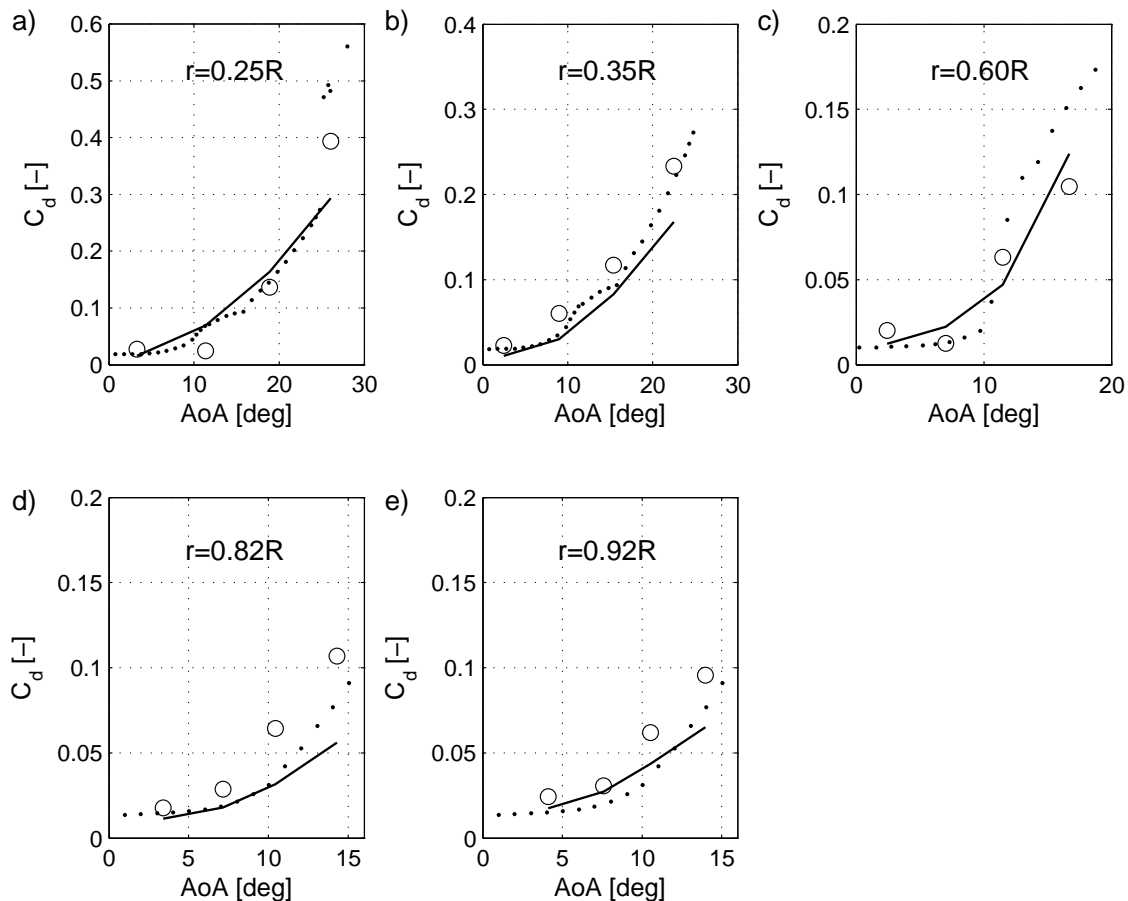 a)
r=0.25R
0.6
0.5
0.4
0.3
0.2
0.1
0
C_d [−]
0 10 20 30
AoA [deg]
b)
r=0.35R
0.4
0.3
0.2
0.1
0
C_d [−]
0 10 20 30
AoA [deg]
c)
r=0.60R
0.2
0.15
0.1
0.05
0
C_d [−]
0 10 20
AoA [deg]
d)
r=0.82R
0.2
0.15
0.1
0.05
0
C_d [−]
0 5 10 15
AoA [deg]
e)
r=0.92R
0.2
0.15
0.1
0.05
0
C_d [−]
0 5 10 15
AoA [deg]